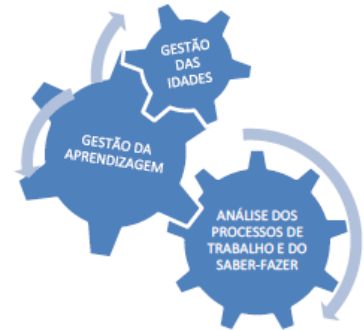 GESTÃO
DAS
IDADES
GESTÃO DA
APRENDIZAGEM
ANÁLISE DOS
PROCESSOS DE
TRABALHO E DO
SABER-FAZER